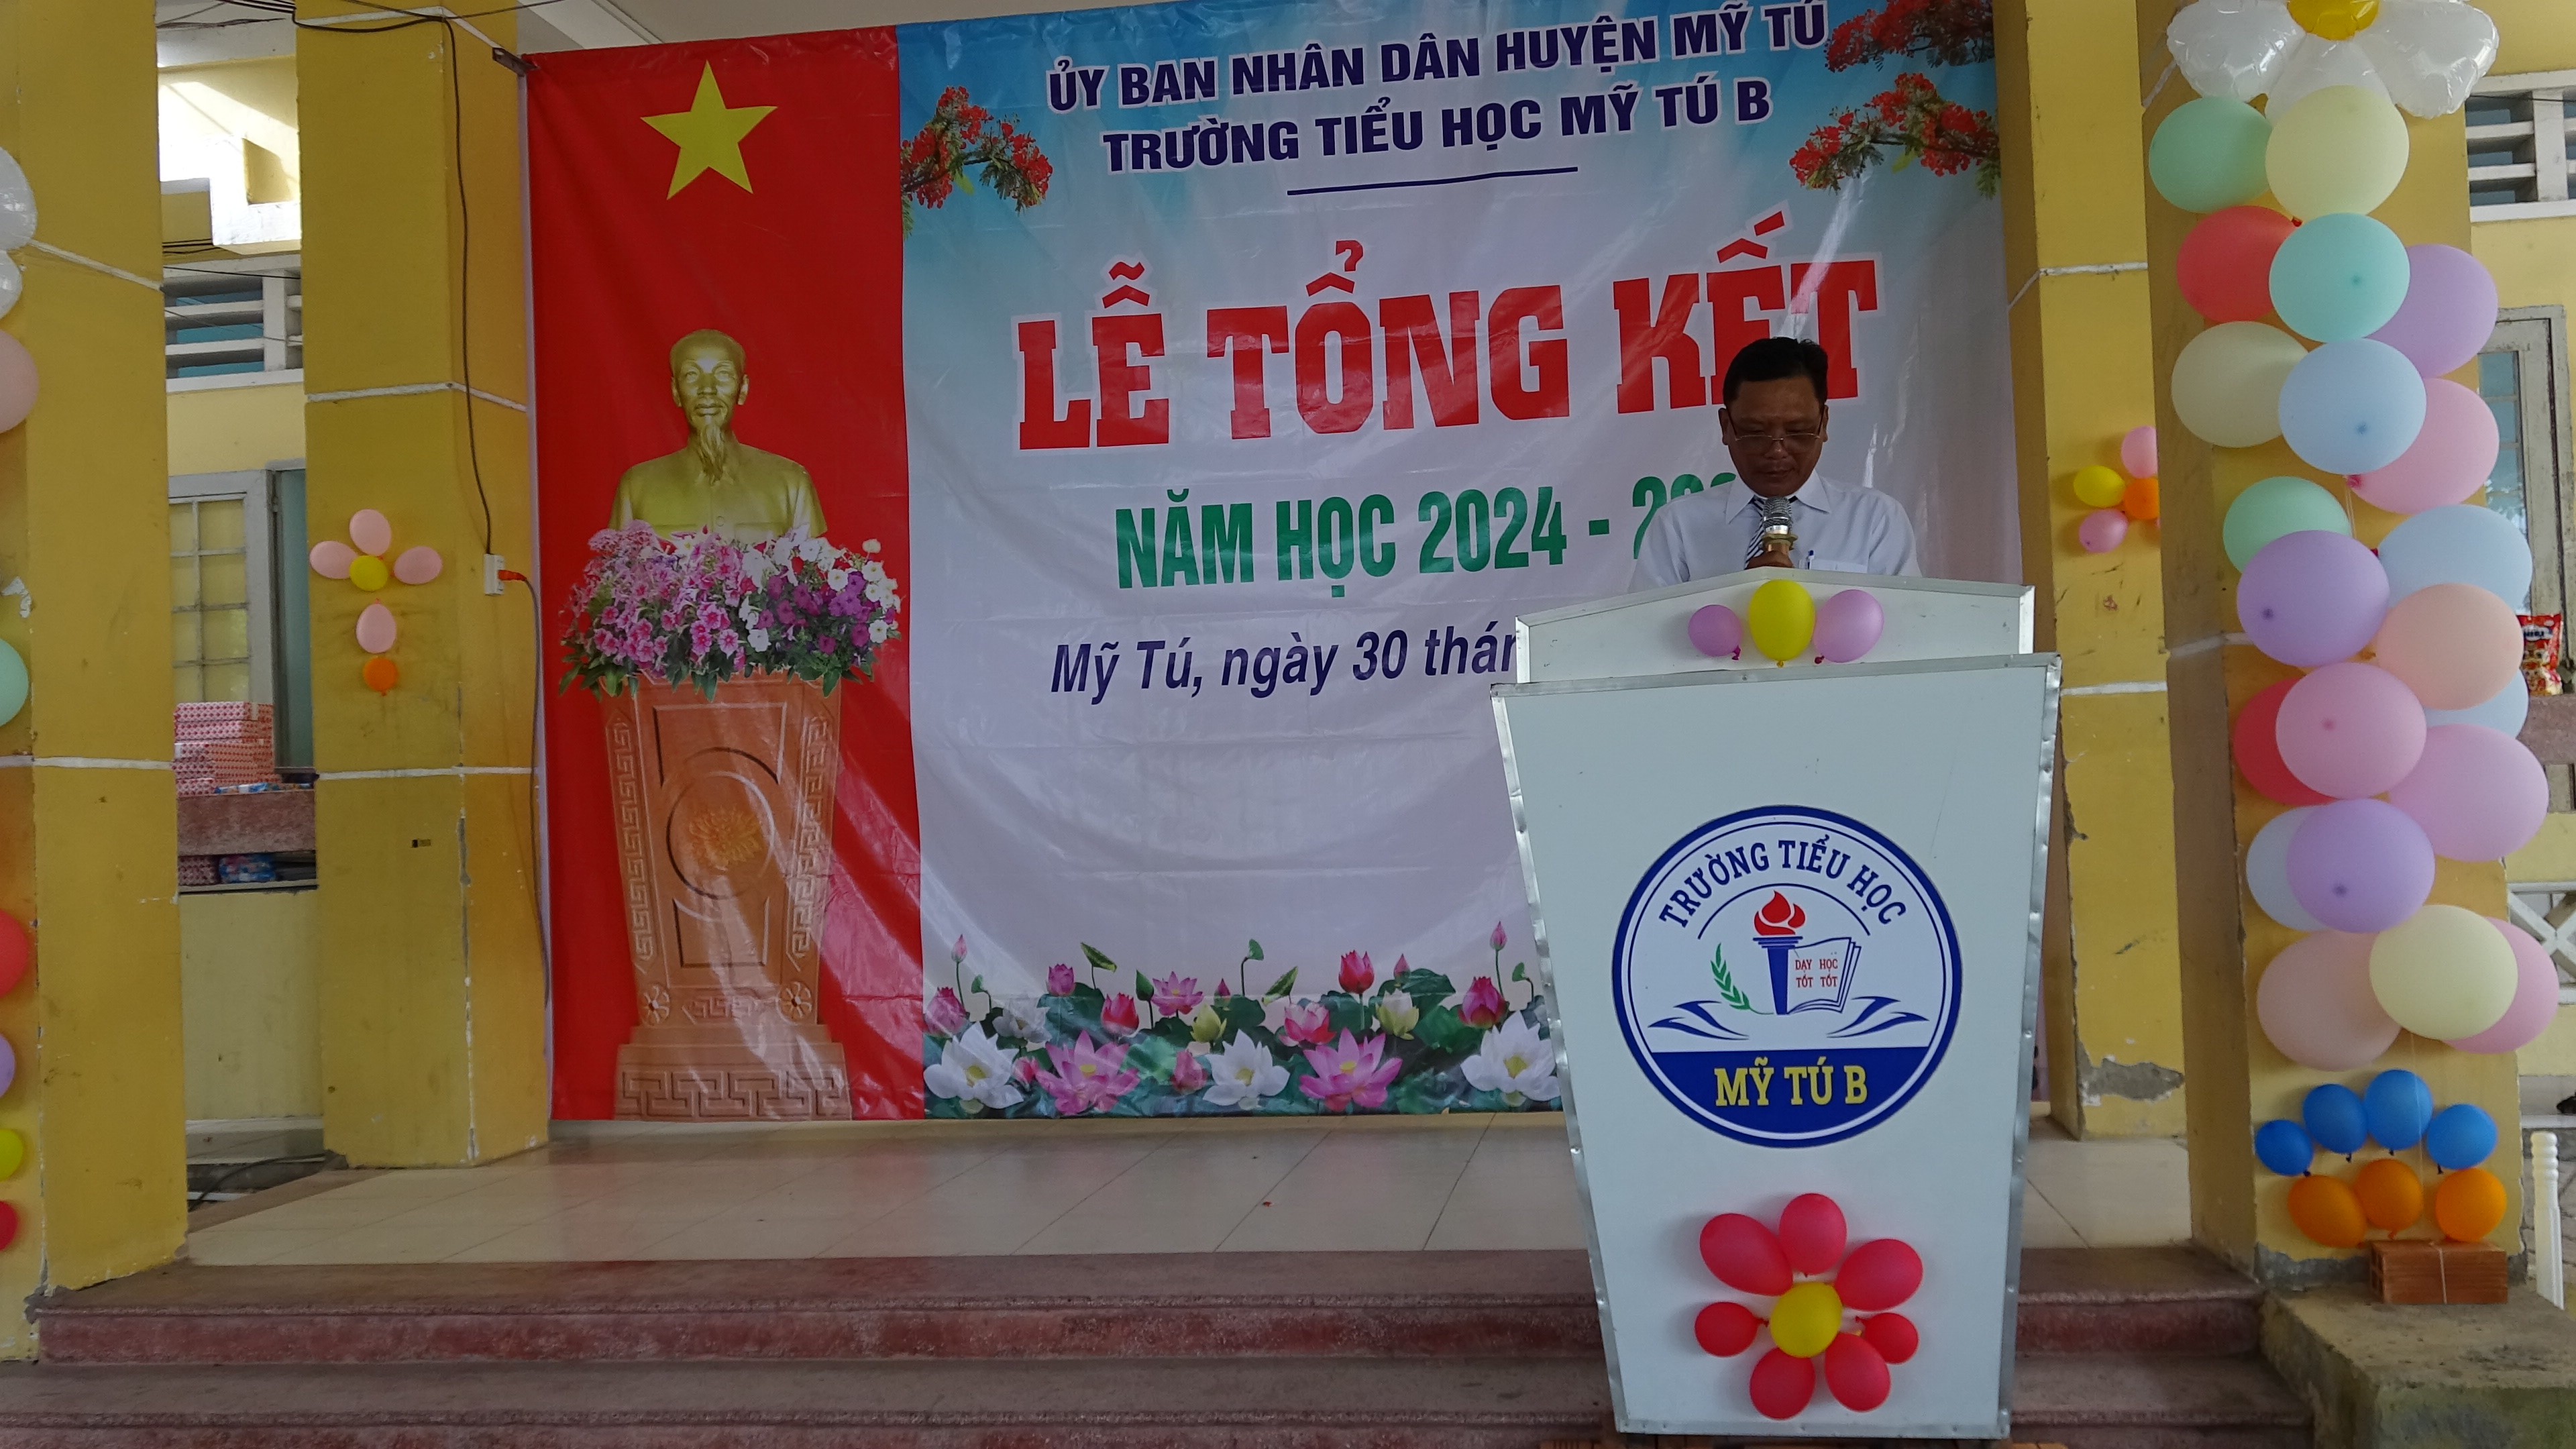 ỦY BAN NHÂN DÂN HUYỆN MỸ TÚ
TRƯỜNG TIỂU HỌC MỸ TÚ B
LỄ TỔNG KẾT
NĂM HỌC 2024 -
Mỹ Tú, ngày 30
TRƯỜNG TIỂU HỌC
DẠY HỌC
TỐT TỐT
MỸ TÚ B